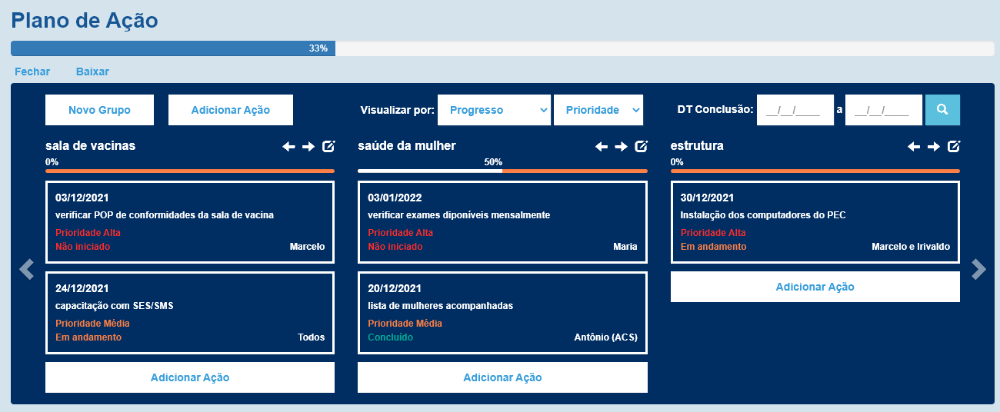 Plano de Ação
33%
Fechar Baixar
Novo Grupo Adicionar Ação Visualizar por: Progresso Prioridade DT Conclusão: __/__/____ a __/__/____
sala de vacinas
0%
03/12/2021
verificar POP de conformidades da sala de vacina
Prioridade Alta
Não iniciado Marcelo
24/12/2021
capacitação com SES/SMS
Prioridade Média
Em andamento Todos
Adicionar Ação
saúde da mulher
50%
03/01/2022
verificar exames diponíveis mensalmente
Prioridade Alta
Não iniciado Maria
20/12/2021
lista de mulheres acompanhadas
Prioridade Média
Concluído Antônio (ACS)
Adicionar Ação
estrutura
0%
30/12/2021
Instalação dos computadores do PEC
Prioridade Alta
Em andamento Marcelo e Irivaldo
Adicionar Ação